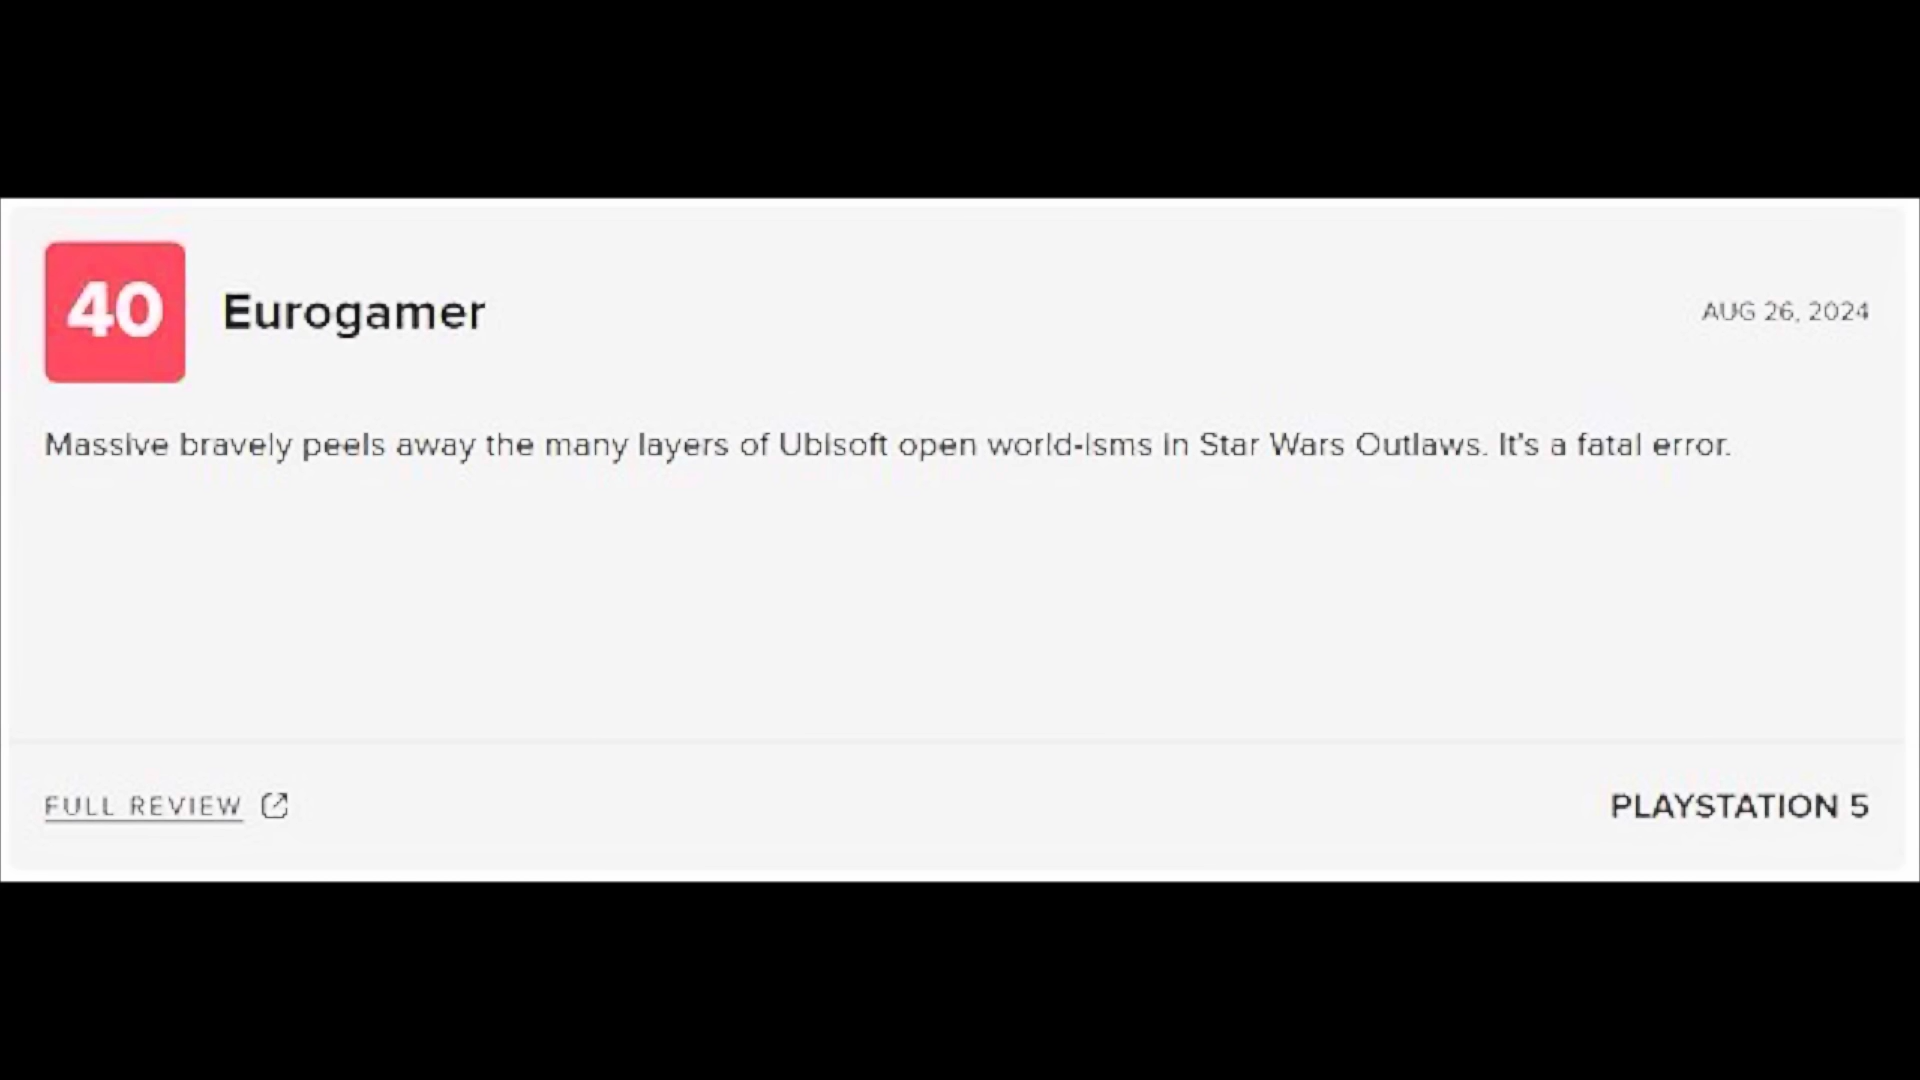 40 Eurogamer AUG 26, 2024
Massive bravely peels away the many layers of Ubisoft open world-isms in Star Wars Outlaws. It's a fatal error.
FULL REVIEW PLAYSTATION 5